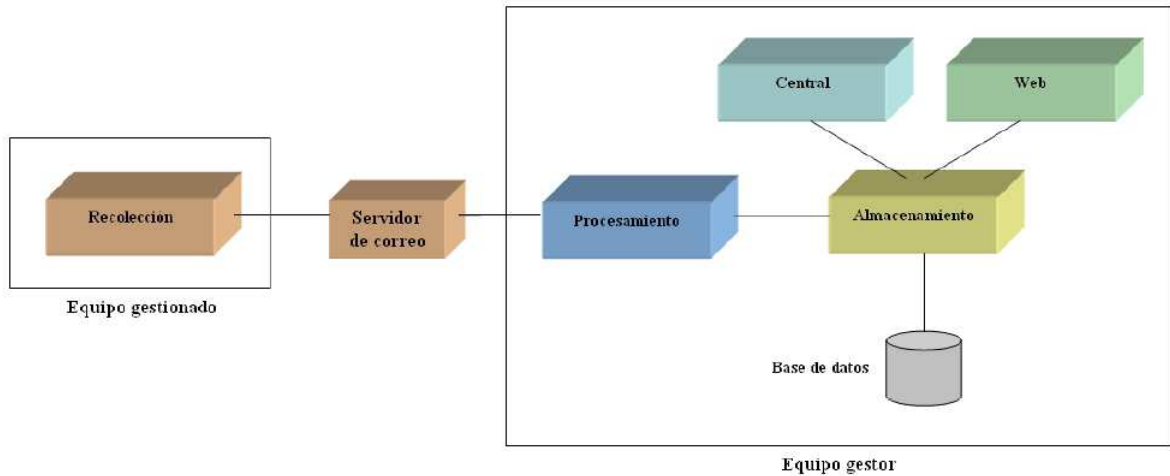 Central
Web
Recoleccion
Servidor
de correo
Procesamiento
Almacenamiento
Equipo gestionado
Base de datos
Equipo gestor